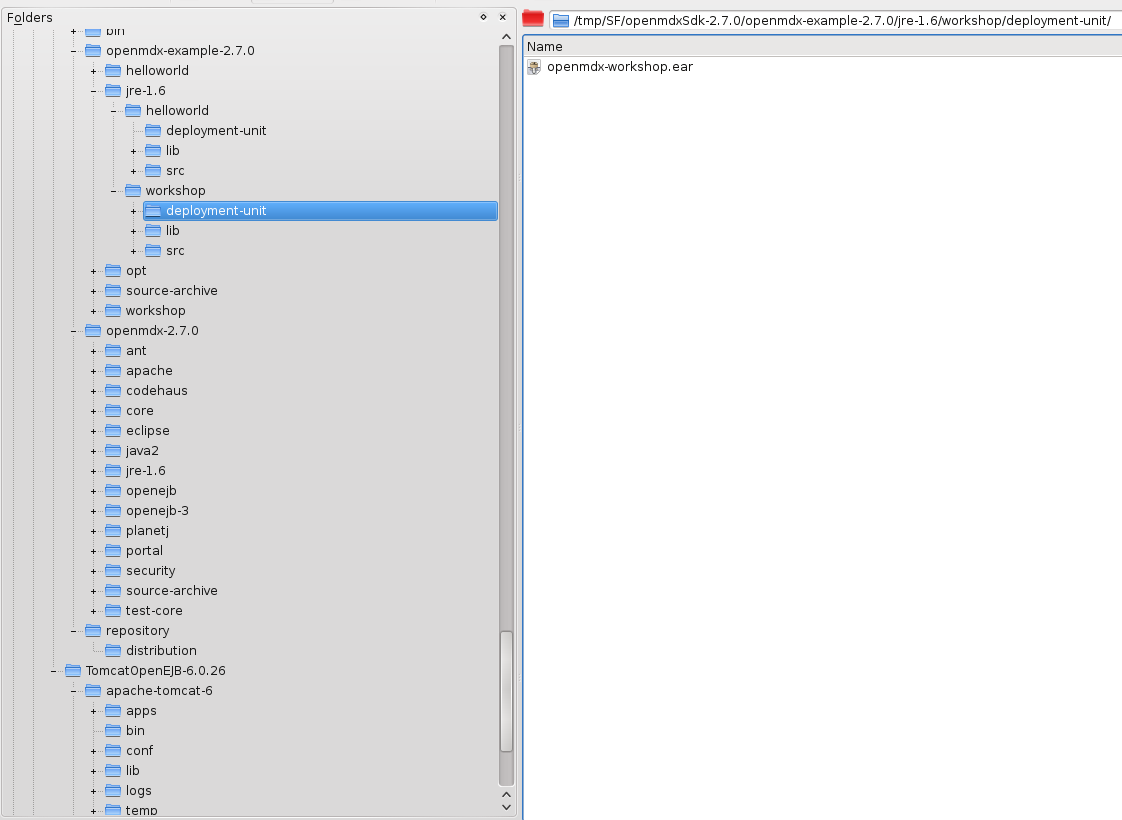 Folders
bin
openmdx-example-2.7.0
helloworld
jre-1.6
helloworld
deployment-unit
lib
src
workshop
deployment-unit
lib
src
opt
source-archive
workshop
openmdx-2.7.0
ant
apache
codehaus
core
eclipse
java2
jre-1.6
openejb
openejb-3
planetj
portal
security
source-archive
test-core
repository
distribution
TomcatOpenEJB-6.0.26
apache-tomcat-6
apps
bin
conf
lib
logs
temp
/tmp/SF/openmdxSdk-2.7.0/openmdx-example-2.7.0/jre-1.6/workshop/deployment-unit/
Name
openmdx-workshop.ear